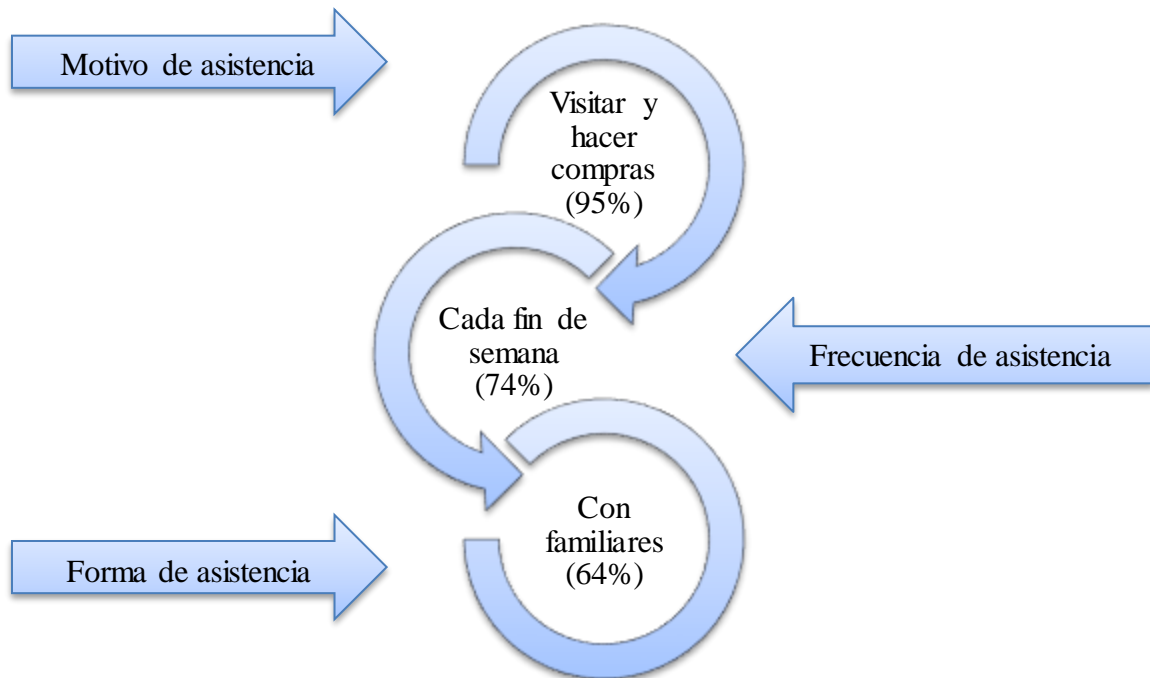 Motivo de asistencia
Visitar y
hacer
compras
(95%)
Cada fin de
semana
(74%)
Frecuencia de asistencia
Con
familiares
(64%)
Forma de asistencia